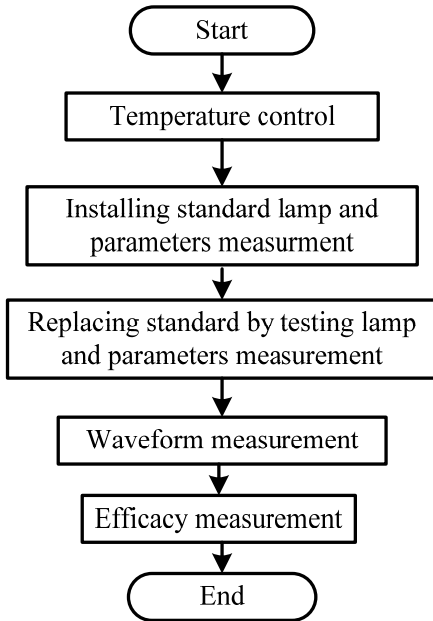 Start
Temperature control
Installing standard lamp and
parameters measurment
Replacing standard by testing lamp
and parameters measurement
Waveform measurement
Efficacy measurement
End